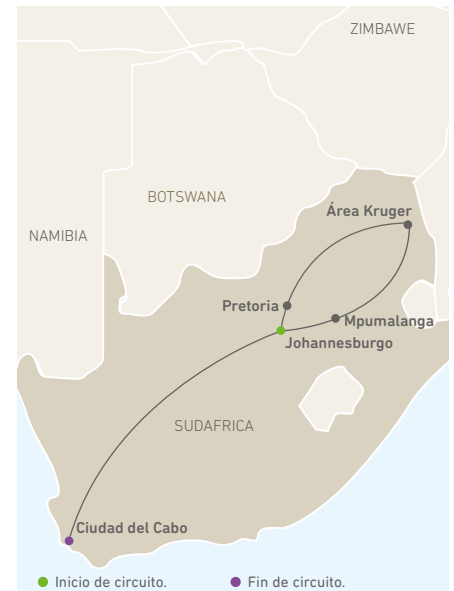 ZIMBAWE
BOTSWANA
Área Kruger
NAMIBIA
Pretoria
Mpumalanga
Johannesburgo
SUDAFRICA
Ciudad del Cabo
Inicio de circuito.
Fin de circuito.